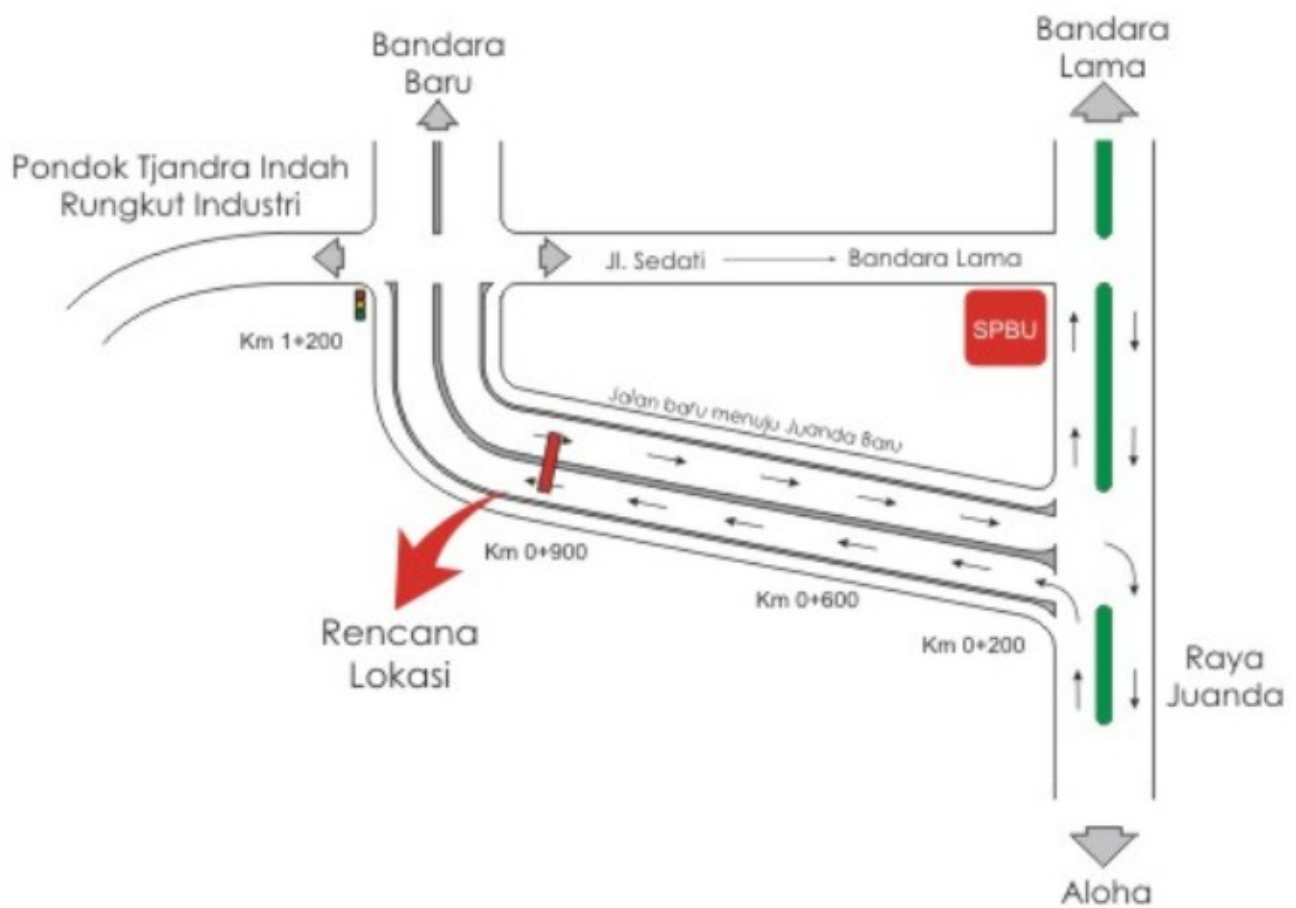 Bandara
Baru
Bandara
Lama
Pondok Tjandra Indah
Rungkut Industri
Jl. Sedati
Bandara Lama
SPBU
Km 1+200
Jalan baru menuju Juanda Baru
Km 0+900
Km 0+600
Km 0+200
Rencana
Lokasi
Raya
Juanda
Aloha